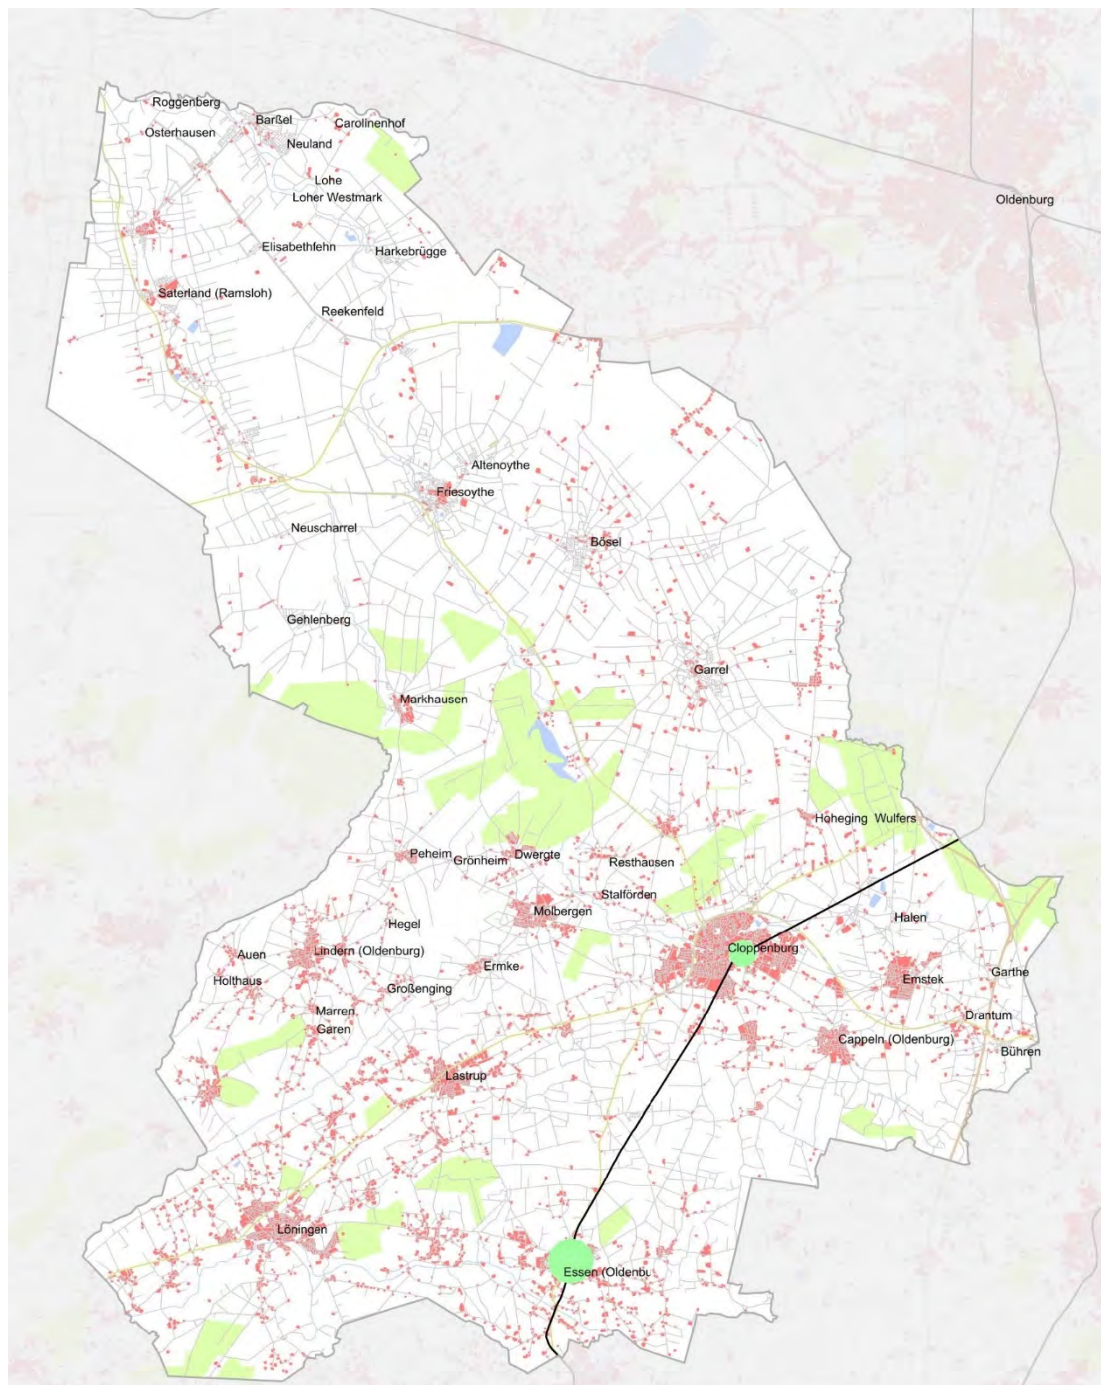 Roggenberg
Barßel
Carolinenhof
Osterhausen
Neuland
Lohe
Loher Westmark
Oldenburg
Elisabethfehn
Harkebrügge
Saterland (Ramsloh)
Reekenfeld
Altenoythe
Friesoythe
Neuscharrel
Bösel
Gehlenberg
Garrel
Markhausen
Hoheging
Wulfers
Peheim
Grönheim
Dwergte
Resthausen
Stalförden
Molbergen
Hegel
Halen
Auen
Lindern (Oldenburg)
Cloppenburg
Ermke
Garthe
Holthaus
Großenging
Emstek
Marren
Garen
Drantum
Cappeln (Oldenburg)
Bühren
Lastrup
Löningen
Essen (Oldenbu